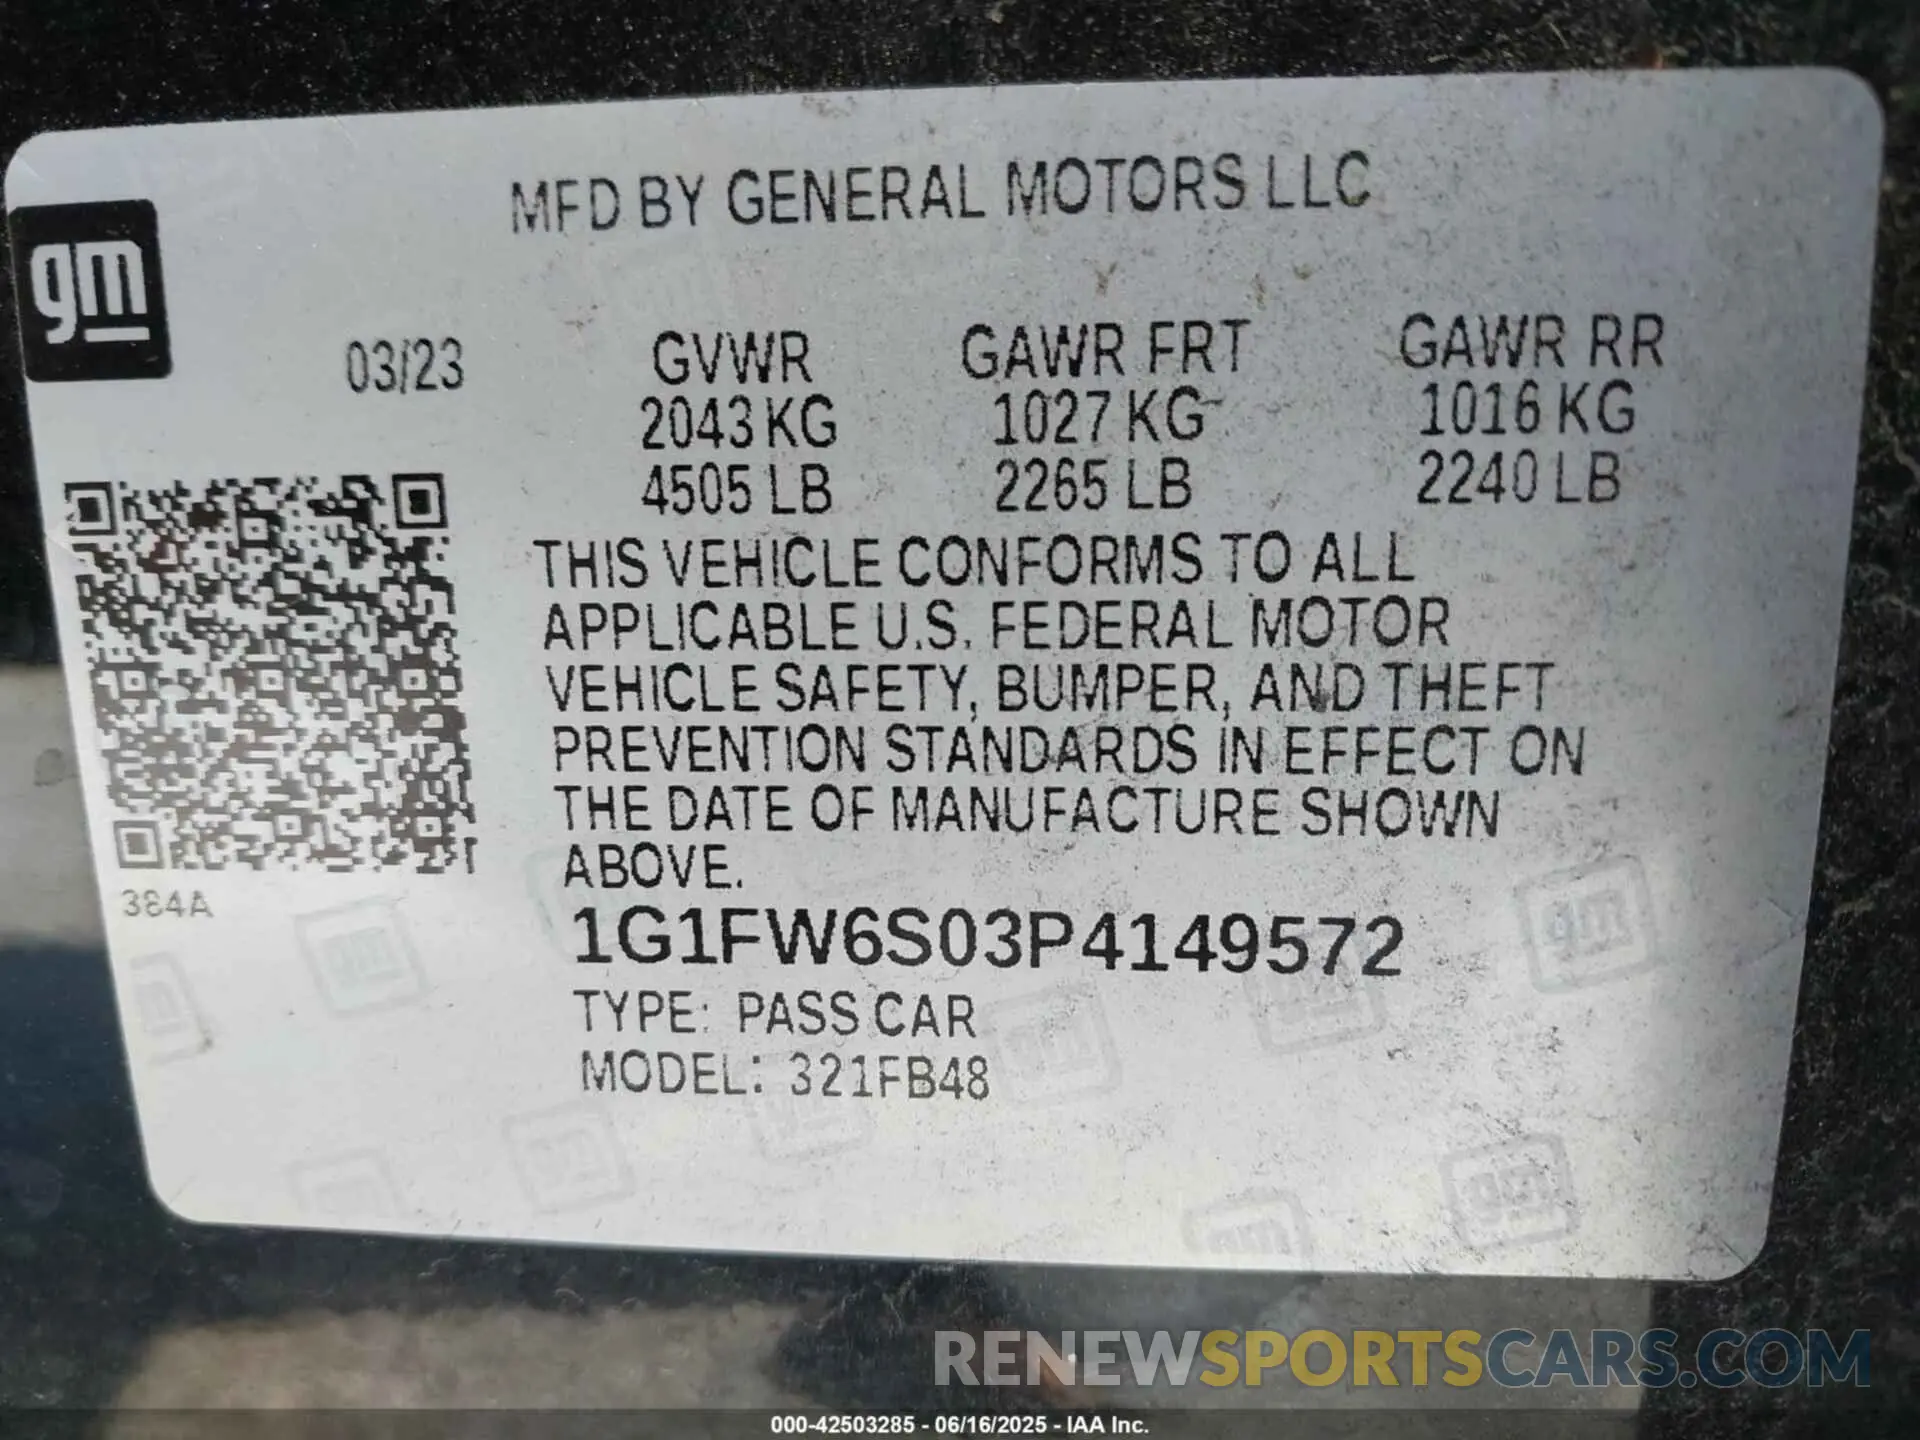 MFD BY GENERAL MOTORS LLC
gm
03/23 GVWR GAWR FRT GAWR RR
2043 KG 1027 KG 1016 KG
4505 LB 2265 LB 2240 LB
THIS VEHICLE CONFORMS TO ALL
APPLICABLE U.S. FEDERAL MOTOR
VEHICLE SAFETY, BUMPER, AND THEFT
PREVENTION STANDARDS IN EFFECT ON
THE DATE OF MANUFACTURE SHOWN
ABOVE.
384A
1G1FW6S03P4149572
TYPE: PASS CAR
MODEL: 321FB48
gm
gm
RENEWSPORTSCARS.COM
000-42503285 - 06/16/2025 - IAA Inc.